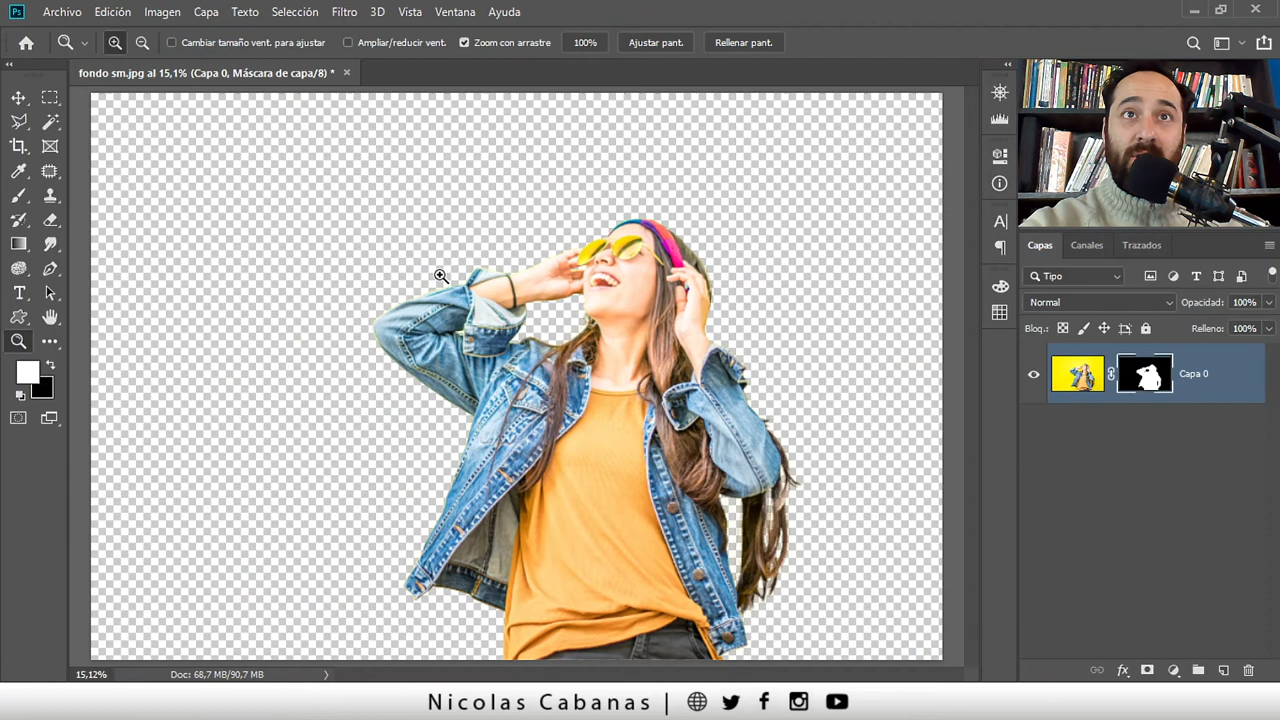 Ps Archivo Edición Imagen Capa Texto Selección Filtro 3D Vista Ventana Ayuda
Cambiar tamaño vent. para ajustar Ampliar/reducir vent. Zoom con arrastre 100% Ajustar pant. Rellenar pant.
fondo sm.jpg al 15,1% (Capa 0, Máscara de capa/8) * ×
Capas Canales Trazados
Tipo
Normal Opacidad: 100%
Bloq.: Relleno: 100%
Capa 0
15,12% Doc: 68,7 MB/90,7 MB
Nicolas Cabanas |